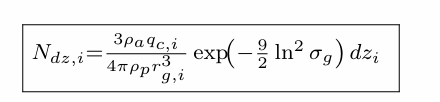 $N_{dz,i} = \frac{3\rho_a q_{c,i}}{4\pi\rho_p r_{g,i}^3} \exp\left(-\frac{9}{2}\ln^2\sigma_g\right) dz_i$